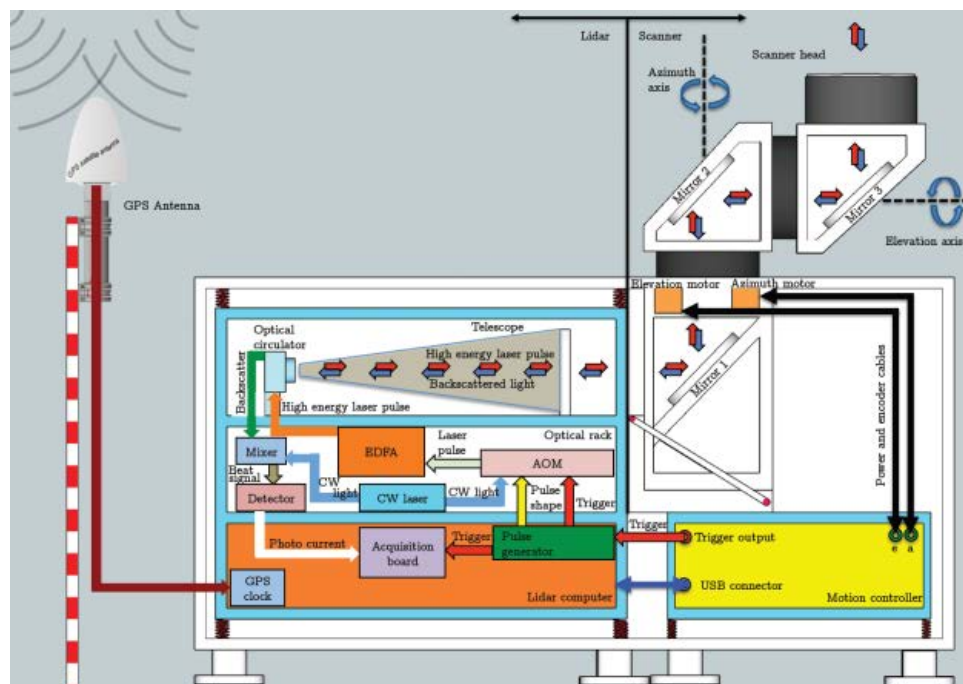 Lidar
Scanner
Scanner head
Azimuth
axis
Mirror 2
Mirror 3
GPS satellite antenna
GPS Antenna
Elevation axis
Elevation motor
Azimuth motor
Optical
circulator
Telescope
High energy laser pulse
Backscattered light
Backscatter
High energy laser pulse
Mirror 1
Power and encoder cables
Optical rack
Laser
pulse
Mixer
EDFA
AOM
Beat
signal
CW
light
CW light
Pulse
shape
Trigger
Detector
CW laser
Photo current
Acquisition
board
Trigger
Pulse
generator
Trigger
Trigger output
e
a
GPS
clock
USB connector
Lidar computer
Motion controller